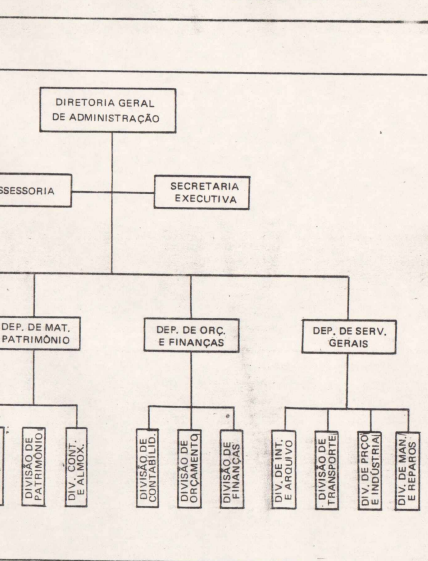 DIRETORIA GERAL
DE ADMINISTRAÇÃO
SSESSORIA
SECRETARIA
EXECUTIVA
DEP. DE MAT.
PATRIMÔNIO
DEP. DE ORÇ.
E FINANÇAS
DEP. DE SERV.
GERAIS
DIVISÃO DE
PATRIMÔNIO
DIV. CONT.
E ALMOX.
DIVISÃO DE
CONTABILID.
DIVISÃO DE
ORÇAMENTO
DIVISÃO DE
FINANÇAS
DIV. DE INT.
E ARQUIVO
DIVISÃO DE
TRANSPORTE
DIV. DE PRÇO
E INDÚSTRIA
DIV. DE MAN.
E REPAROS